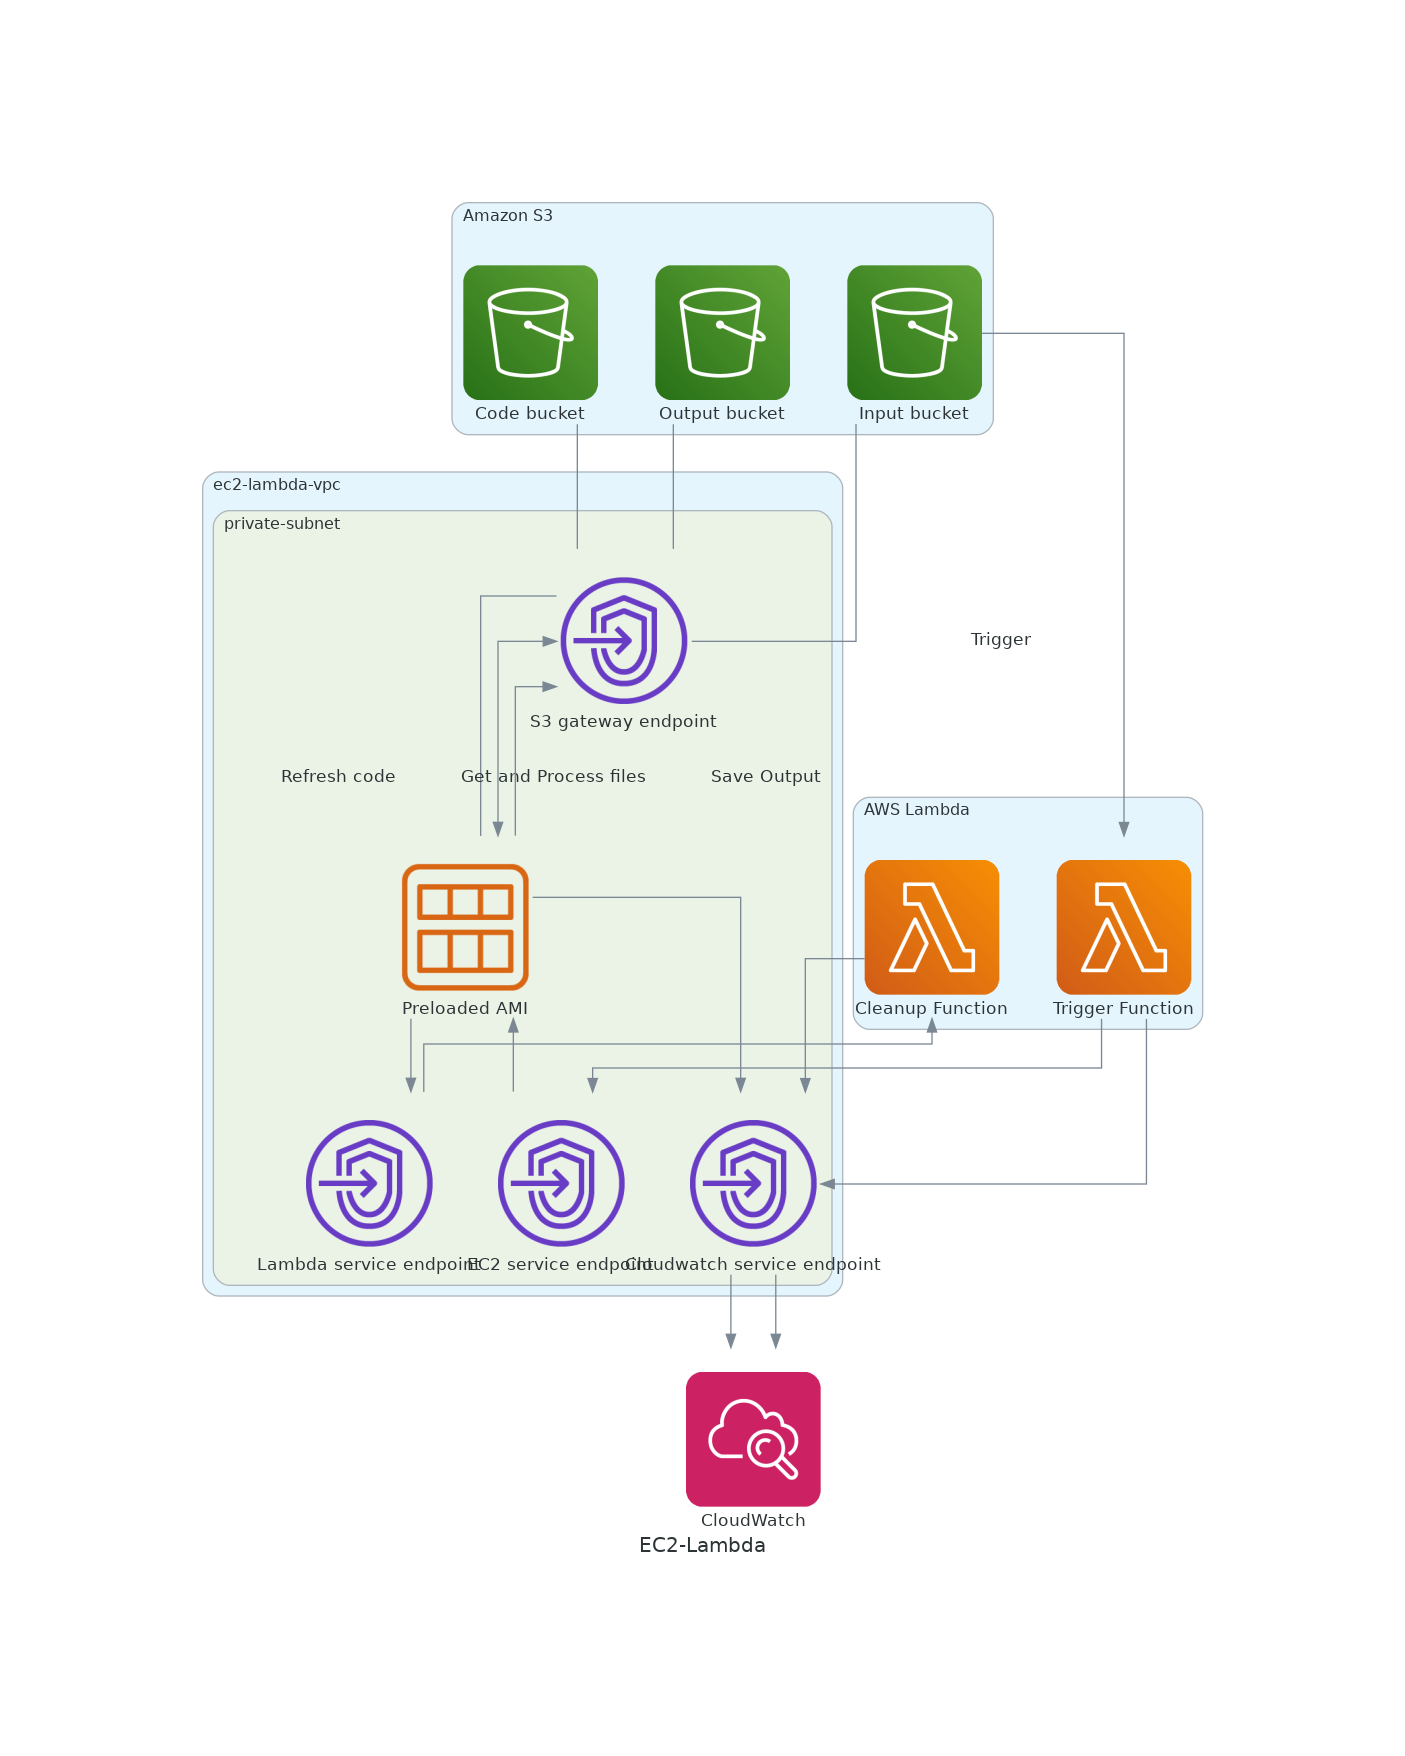 Amazon S3
Code bucket
Output bucket
Input bucket
ec2-lambda-vpc
private-subnet
S3 gateway endpoint
Trigger
Refresh code
Get and Process files
Save Output
AWS Lambda
Preloaded AMI
Cleanup Function
Trigger Function
Lambda service endpoint
EC2 service endpoint
Cloudwatch service endpoint
CloudWatch
EC2-Lambda